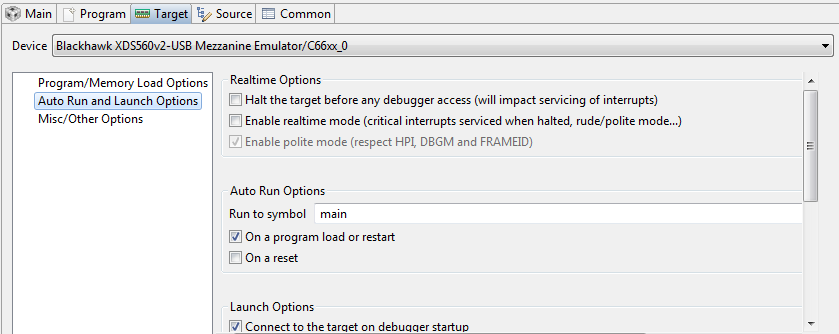 Main Program Target Source Common
Device Blackhawk XDS560v2-USB Mezzanine Emulator/C66xx_0
Program/Memory Load Options
Auto Run and Launch Options
Misc/Other Options
Realtime Options
Halt the target before any debugger access (will impact servicing of interrupts)
Enable realtime mode (critical interrupts serviced when halted, rude/polite mode...)
Enable polite mode (respect HPI, DBGM and FRAMEID)
Auto Run Options
Run to symbol main
On a program load or restart
On a reset
Launch Options
Connect to the target on debugger startup